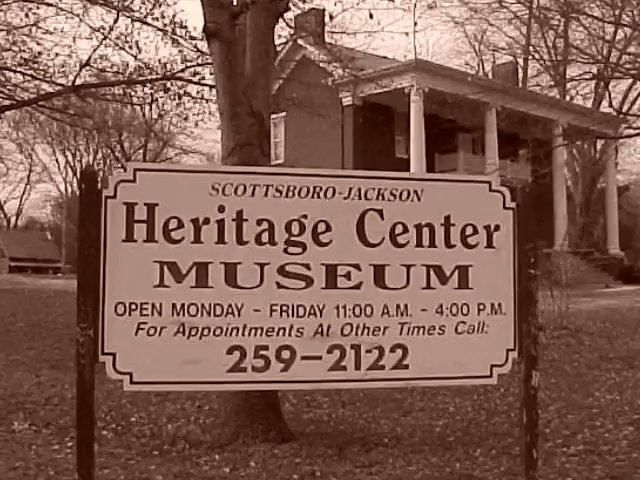 SCOTTSBORO-JACKSON
Heritage Center
MUSEUM
OPEN MONDAY - FRIDAY 11:00 A.M. - 4:00 P.M.
For Appointments At Other Times Call:
259-2122